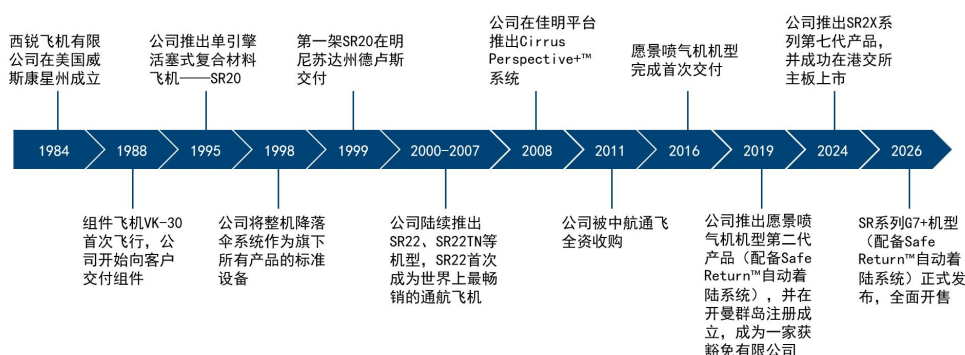 西锐飞机有限
公司在美国威
斯康星州成立
公司推出单引擎
活塞式复合材料
飞机——SR20
第一架SR20在明
尼苏达州德卢斯
交付
公司在佳明平台
推出Cirrus
Perspective+™
系统
愿景喷气机机型
完成首次交付
公司推出SR2X系
列第七代产品，
并成功在港交所
主板上市
1984
1988
1995
1998
1999
2000-2007
2008
2011
2016
2019
2024
2026
组件飞机VK-30
首次飞行，公
司开始向客户
交付组件
公司将整机降落
伞系统作为旗下
所有产品的标准
设备
公司陆续推出
SR22、SR22TN等
机型，SR22首次
成为世界上最畅
销的通航飞机
公司被中航通飞
全资收购
公司推出愿景喷
气机机型第二代
产品（配备Safe
Return™自动着
陆系统），并在
开曼群岛注册成
立，成为一家获
豁免有限公司
SR系列G7+机型
（配备Safe
Return™自动着
陆系统）正式发
布，全面开售